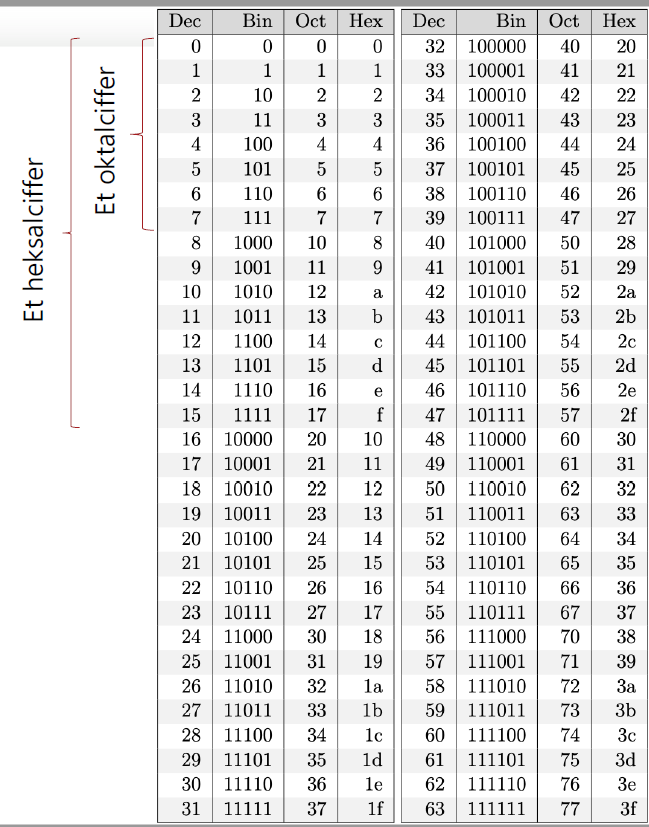 Et heksalciffer
Et oktalciffer
Dec Bin Oct Hex Dec Bin Oct Hex
0 0 0 0 32 100000 40 20
1 1 1 1 33 100001 41 21
2 10 2 2 34 100010 42 22
3 11 3 3 35 100011 43 23
4 100 4 4 36 100100 44 24
5 101 5 5 37 100101 45 25
6 110 6 6 38 100110 46 26
7 111 7 7 39 100111 47 27
8 1000 10 8 40 101000 50 28
9 1001 11 9 41 101001 51 29
10 1010 12 a 42 101010 52 2a
11 1011 13 b 43 101011 53 2b
12 1100 14 c 44 101100 54 2c
13 1101 15 d 45 101101 55 2d
14 1110 16 e 46 101110 56 2e
15 1111 17 f 47 101111 57 2f
16 10000 20 10 48 110000 60 30
17 10001 21 11 49 110001 61 31
18 10010 22 12 50 110010 62 32
19 10011 23 13 51 110011 63 33
20 10100 24 14 52 110100 64 34
21 10101 25 15 53 110101 65 35
22 10110 26 16 54 110110 66 36
23 10111 27 17 55 110111 67 37
24 11000 30 18 56 111000 70 38
25 11001 31 19 57 111001 71 39
26 11010 32 1a 58 111010 72 3a
27 11011 33 1b 59 111011 73 3b
28 11100 34 1c 60 111100 74 3c
29 11101 35 1d 61 111101 75 3d
30 11110 36 1e 62 111110 76 3e
31 11111 37 1f 63 111111 77 3f